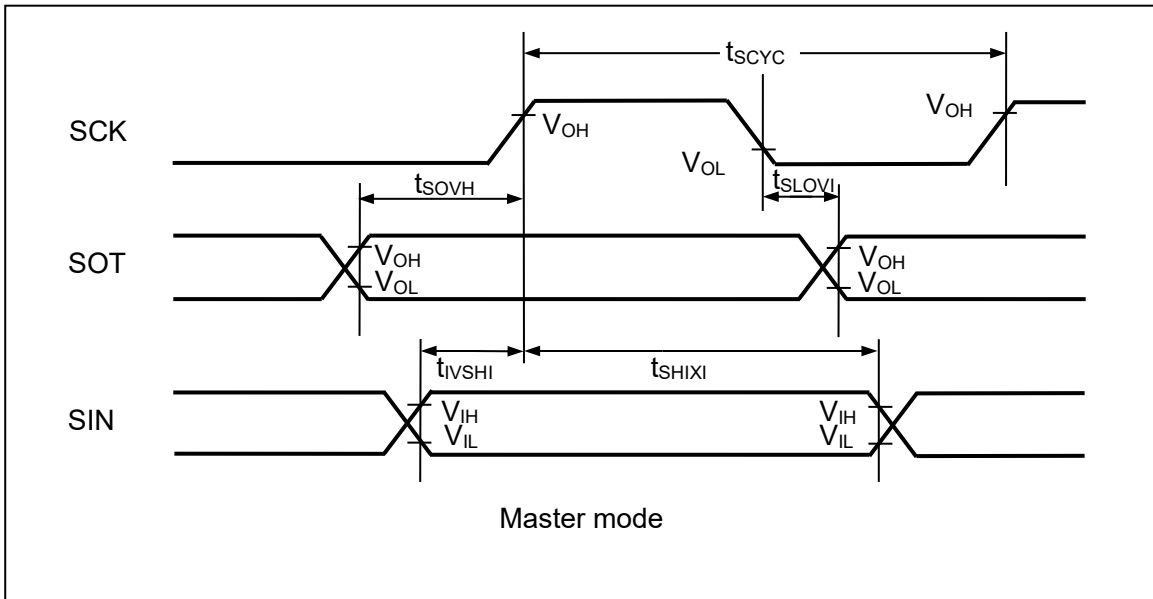 tSCYC
SCK
VOH
VOH
VOL
tSOVH
tSLOVI
SOT
VOH
VOH
VOL
VOL
tIVSHI
tSHIXI
SIN
VIH
VIH
VIL
VIL
Master mode